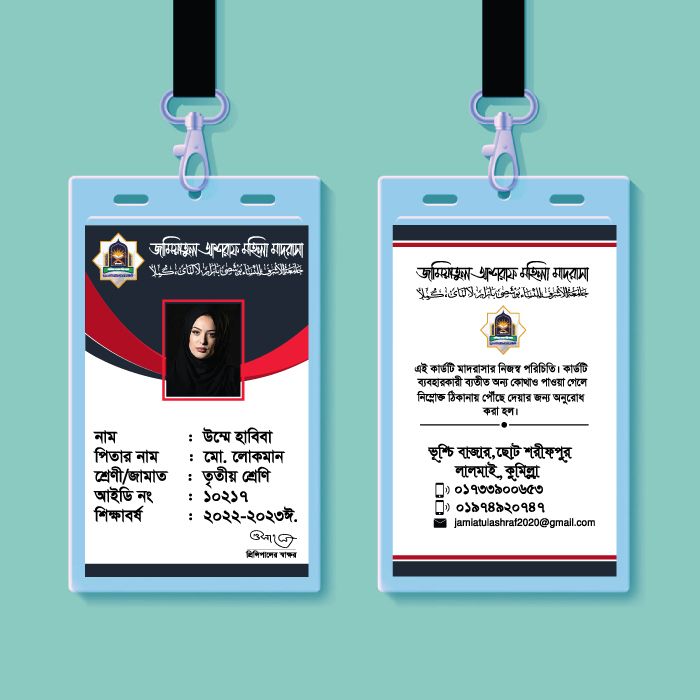 জামিয়াতুল আশরাফ মহিলা মাদরাসা
নাম : উম্মে হাবিবা
পিতার নাম : মো. লোকমান
শ্রেণী/জামাত : তৃতীয় শ্রেণি
আইডি নং : ১০২১৭
শিক্ষাবর্ষ : ২০২২-২০২৩ঈ.
প্রিন্সিপালের স্বাক্ষর
জামিয়াতুল আশরাফ মহিলা মাদরাসা
এই কার্ডটি মাদরাসার নিজস্ব পরিচিতি। কার্ডটি
ব্যবহারকারী ব্যতীত অন্য কোথাও পাওয়া গেলে
নিম্নোক্ত ঠিকানায় পৌঁছে দেয়ার জন্য অনুরোধ
করা হল।
ভূশ্চি বাজার,ছোট শরীফপুর
লালমাই, কুমিল্লা
০১৭৩৩৯০০৬৫৩
০১৯৭৪৯২০৭৪৭
jamiatulashraf2020@gmail.com